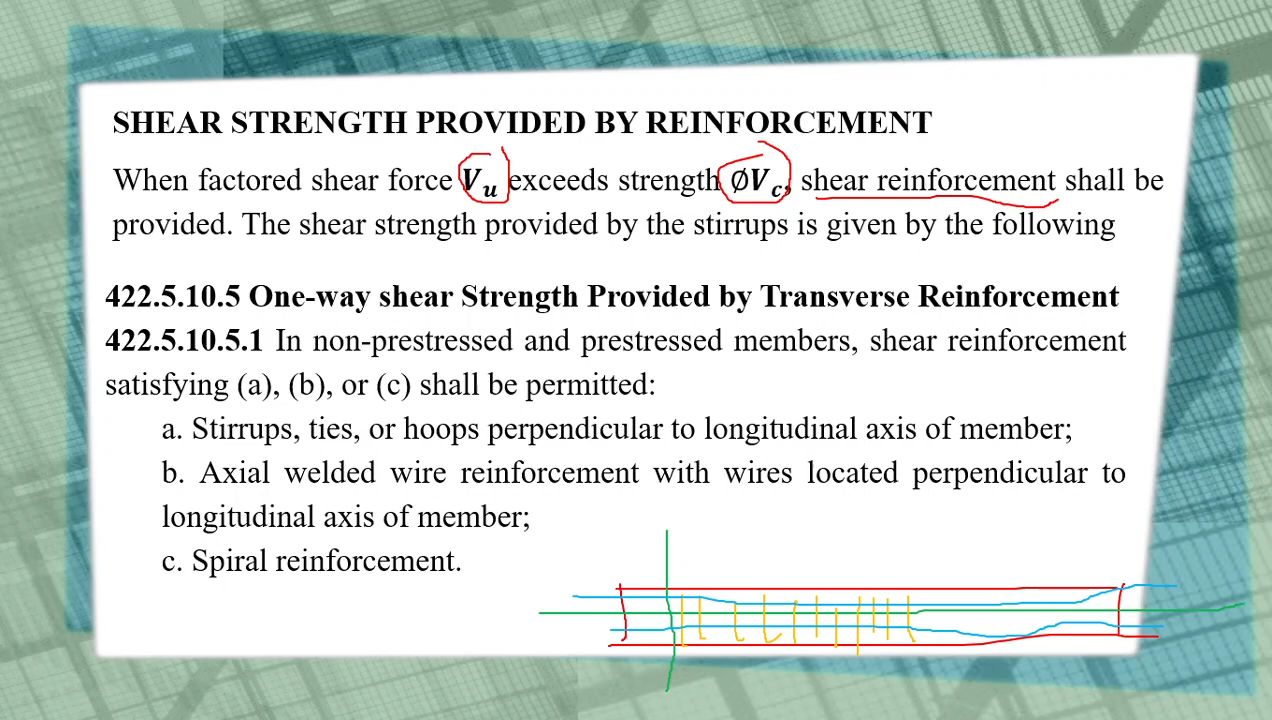 SHEAR STRENGTH PROVIDED BY REINFORCEMENT
When factored shear force Vu exceeds strength ∅Vc, shear reinforcement shall be
provided. The shear strength provided by the stirrups is given by the following
422.5.10.5 One-way shear Strength Provided by Transverse Reinforcement
422.5.10.5.1 In non-prestressed and prestressed members, shear reinforcement
satisfying (a), (b), or (c) shall be permitted:
a. Stirrups, ties, or hoops perpendicular to longitudinal axis of member;
b. Axial welded wire reinforcement with wires located perpendicular to
longitudinal axis of member;
c. Spiral reinforcement.